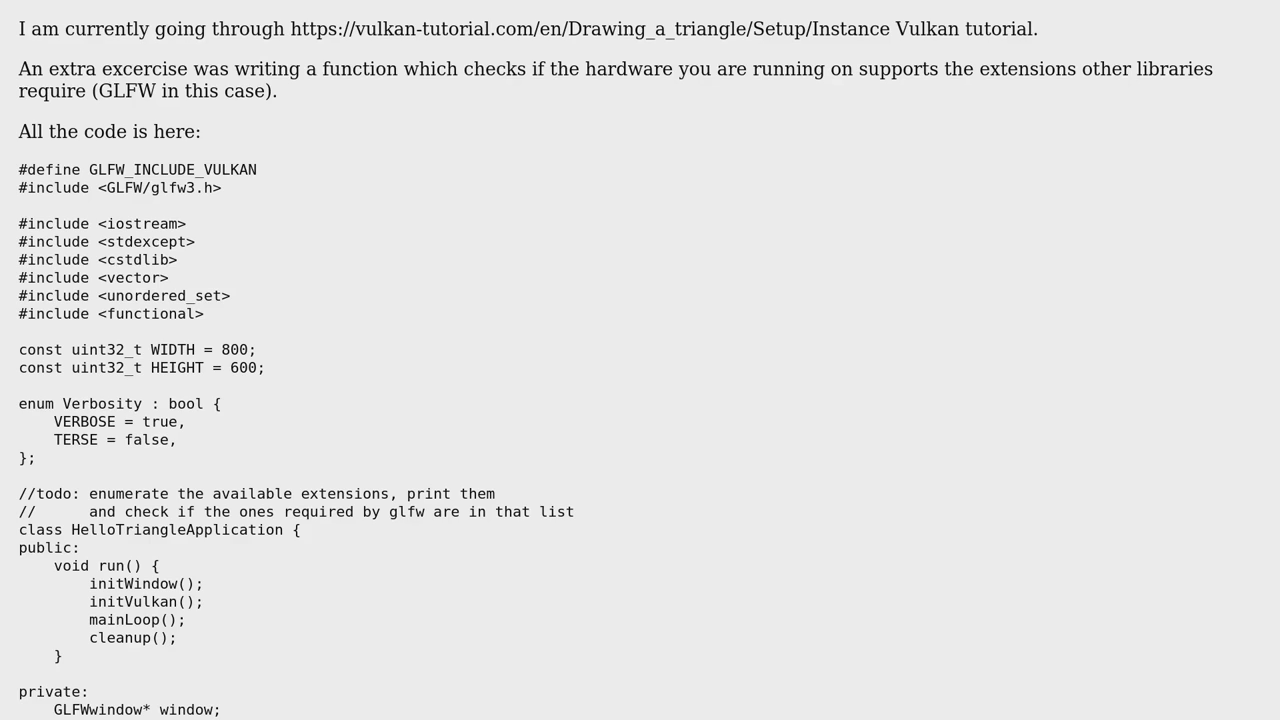 I am currently going through https://vulkan-tutorial.com/en/Drawing_a_triangle/Setup/Instance Vulkan tutorial.
An extra excercise was writing a function which checks if the hardware you are running on supports the extensions other libraries
require (GLFW in this case).
All the code is here:
#define GLFW_INCLUDE_VULKAN
#include <GLFW/glfw3.h>

#include <iostream>
#include <stdexcept>
#include <cstdlib>
#include <vector>
#include <unordered_set>
#include <functional>

const uint32_t WIDTH = 800;
const uint32_t HEIGHT = 600;

enum Verbosity : bool {
    VERBOSE = true,
    TERSE = false,
};

//todo: enumerate the available extensions, print them
//      and check if the ones required by glfw are in that list
class HelloTriangleApplication {
public:
    void run() {
        initWindow();
        initVulkan();
        mainLoop();
        cleanup();
    }

private:
    GLFWwindow* window;